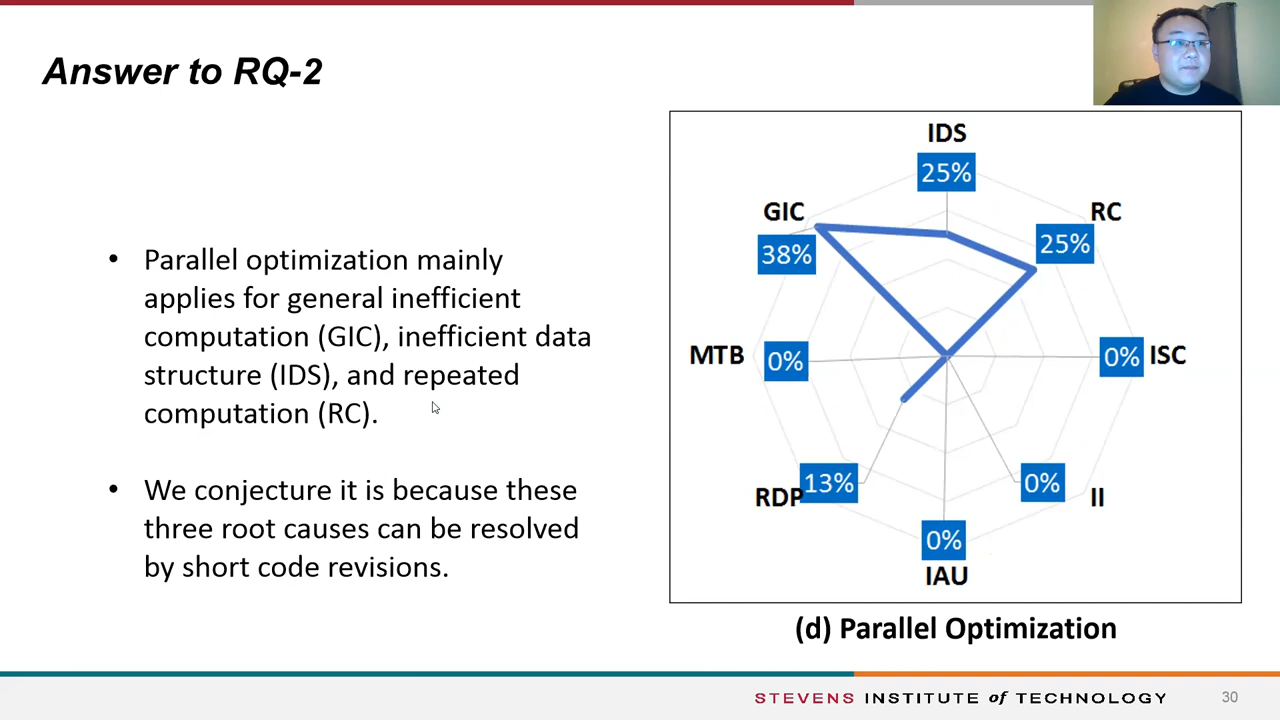 Answer to RQ-2
• Parallel optimization mainly
applies for general inefficient
computation (GIC), inefficient data
structure (IDS), and repeated
computation (RC).
• We conjecture it is because these
three root causes can be resolved
by short code revisions.
IDS
25%
GIC
RC
38%
25%
MTB
0%
0%
ISC
RDP
13%
0%
II
0%
IAU
(d) Parallel Optimization
STEVENS INSTITUTE of TECHNOLOGY
30